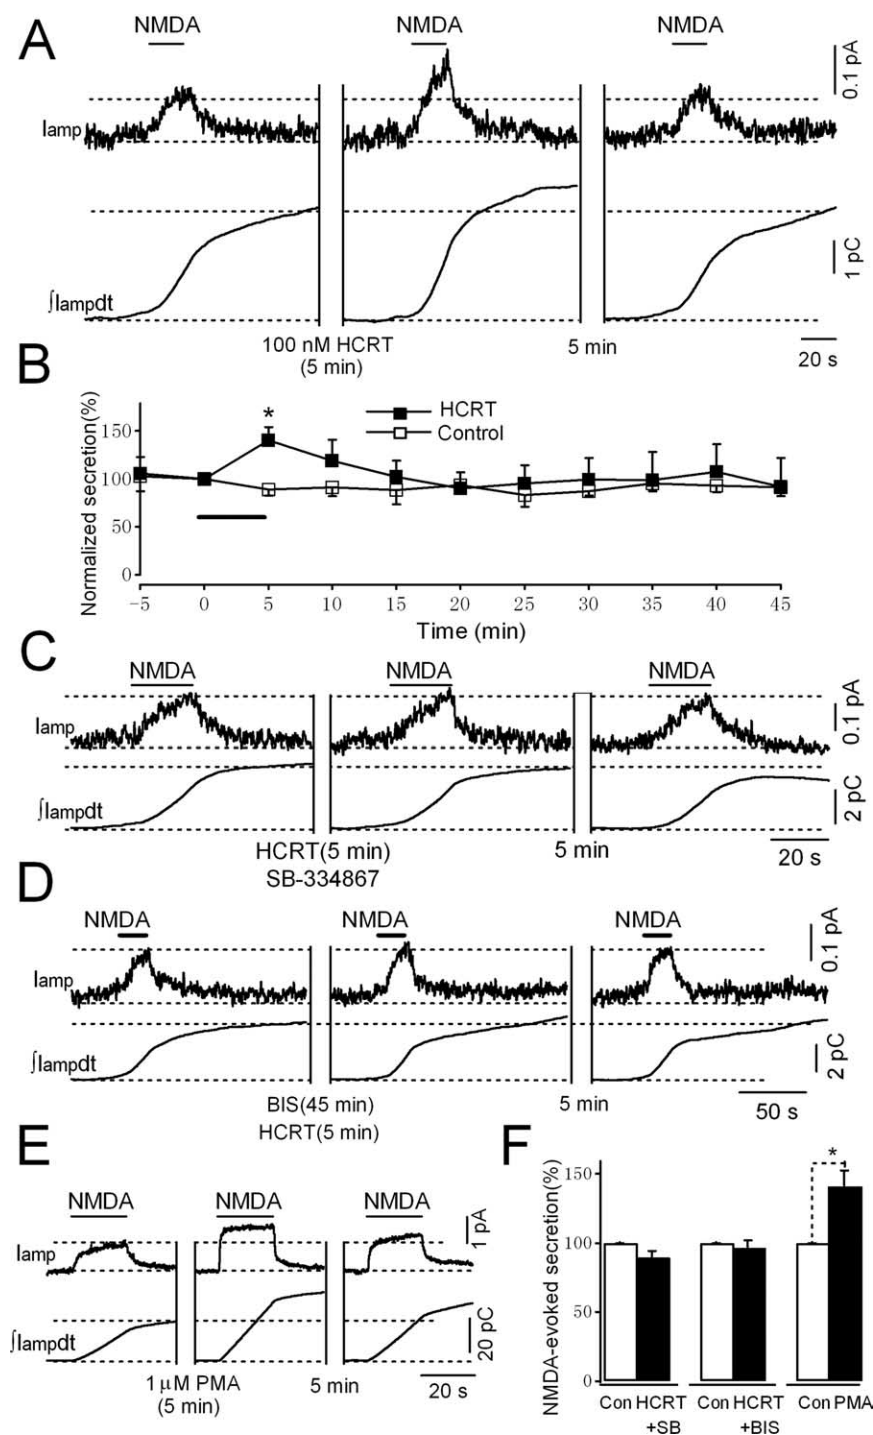 A
NMDA NMDA NMDA
0.1 pA
Iamp
1 pC
∫Iampdt
100 nM HCRT
(5 min)
5 min
20 s
B
Normalized secretion(%)
150
100
50
0
* HCRT
Control
-5 0 5 10 15 20 25 30 35 40 45
Time (min)
C
NMDA NMDA NMDA
0.1 pA
Iamp
2 pC
∫Iampdt
HCRT(5 min)
SB-334867
5 min
20 s
D
NMDA NMDA NMDA
0.1 pA
Iamp
2 pC
∫Iampdt
BIS(45 min)
HCRT(5 min)
5 min
50 s
E
NMDA NMDA NMDA
1 pA
Iamp
20 pC
∫Iampdt
1 μM PMA
(5 min)
5 min
20 s
F
NMDA-evoked secretion(%)
150
100
50
0
*
Con HCRT Con HCRT Con PMA
+SB +BIS